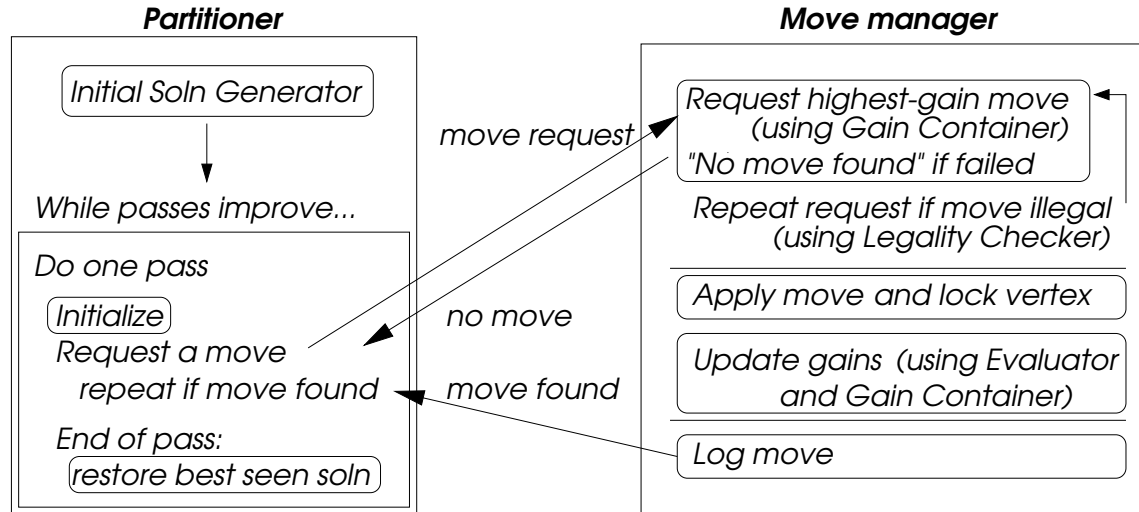 Partitioner
Initial Soln Generator
While passes improve...
Do one pass
Initialize
Request a move
repeat if move found
End of pass:
restore best seen soln
move request
no move
move found
Move manager
Request highest-gain move
(using Gain Container)
"No move found" if failed
Repeat request if move illegal
(using Legality Checker)
Apply move and lock vertex
Update gains (using Evaluator
and Gain Container)
Log move